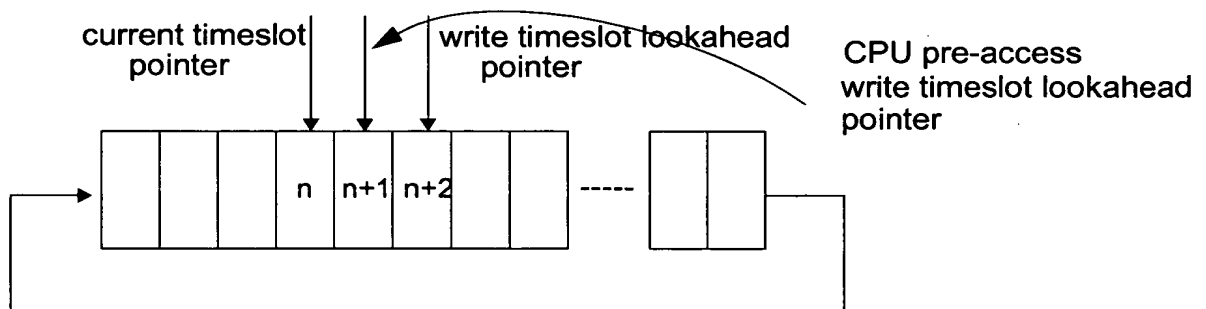 current timeslot
pointer
write timeslot lookahead
pointer
CPU pre-access
write timeslot lookahead
pointer
n
n+1
n+2